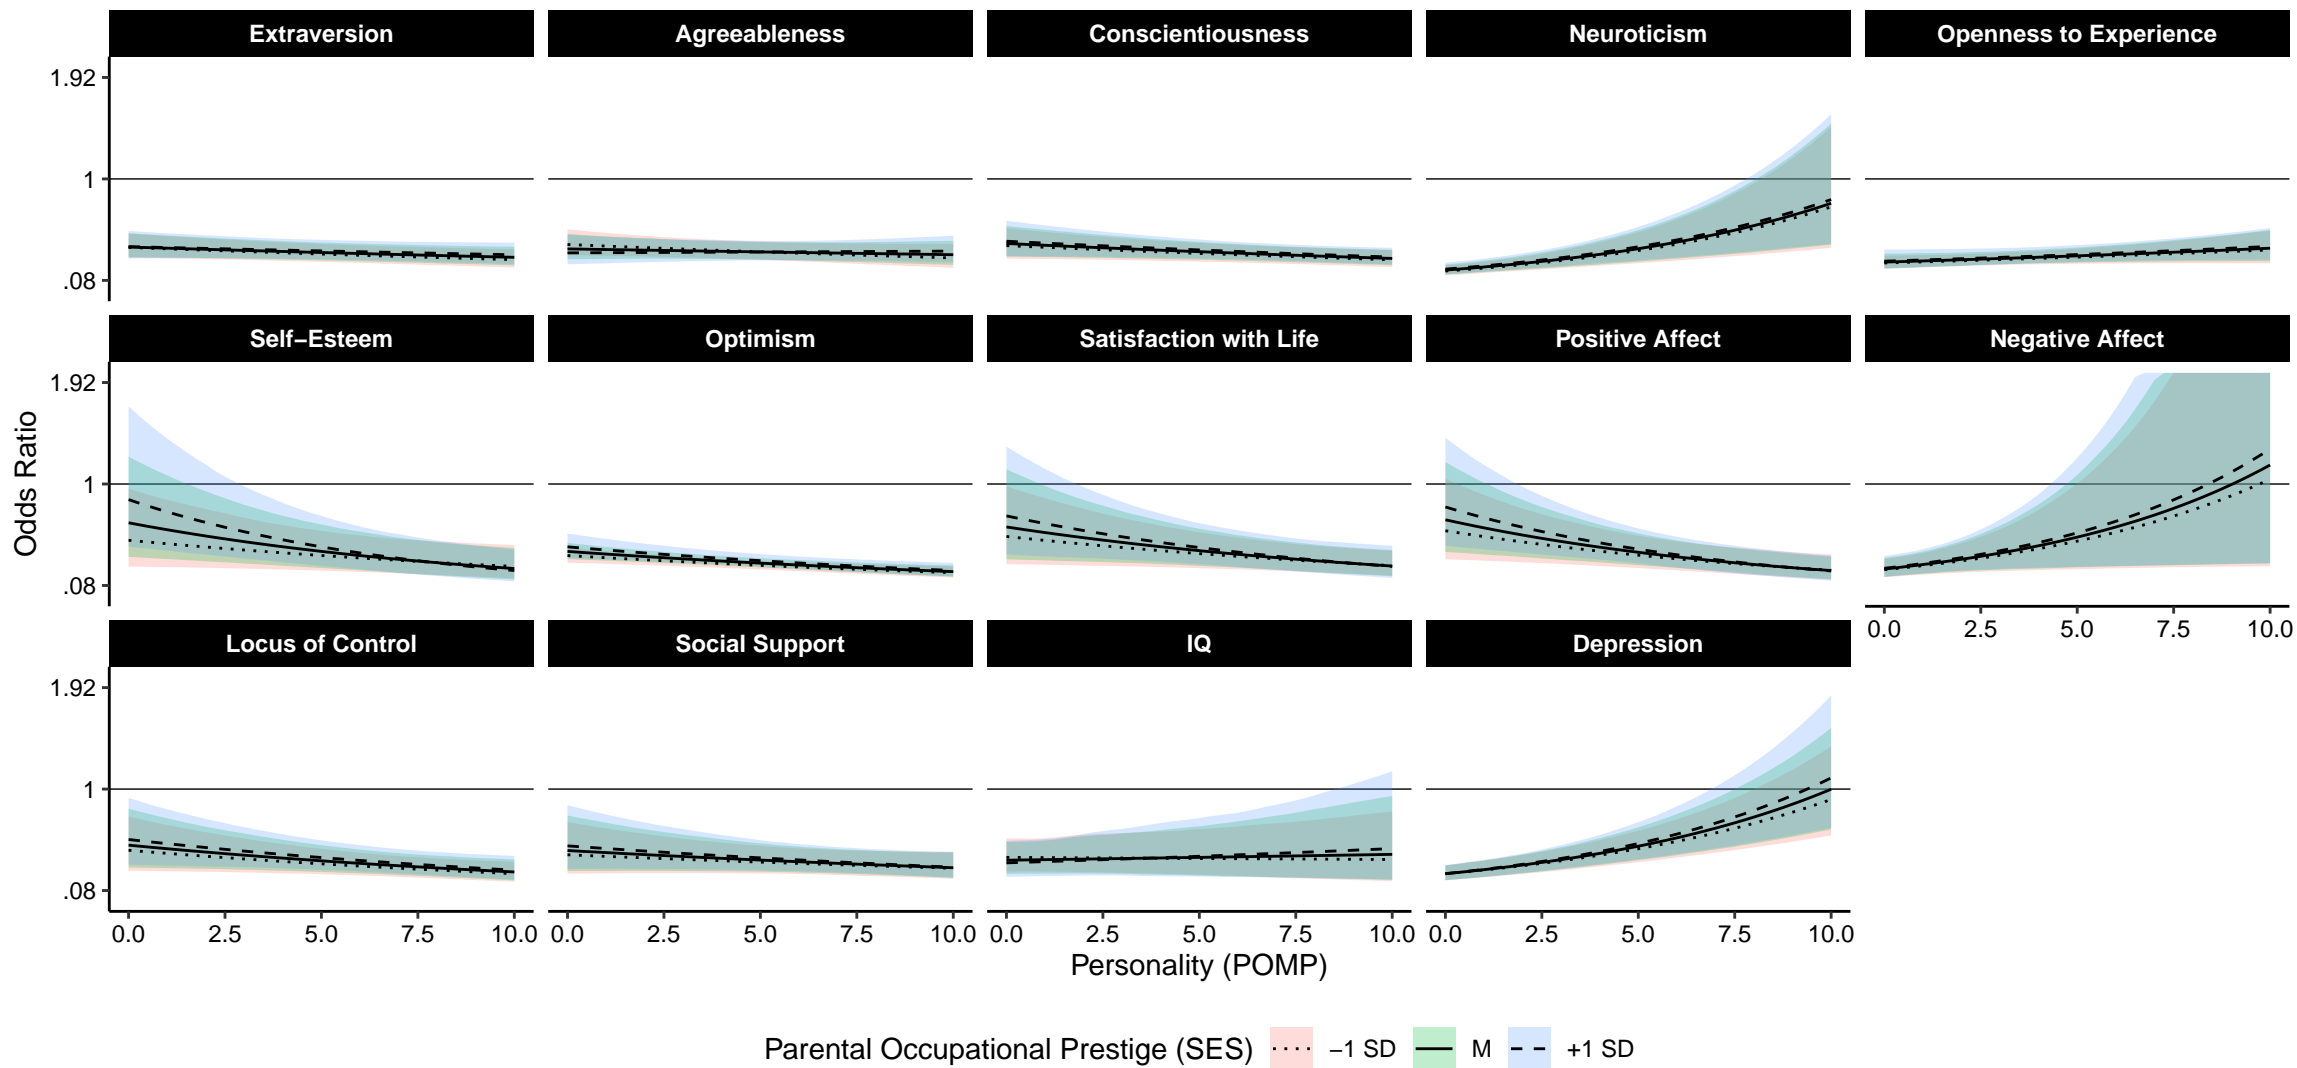 Extraversion Agreeableness Conscientiousness Neuroticism Openness to Experience
1.92
1
.08
Self−Esteem Optimism Satisfaction with Life Positive Affect Negative Affect
1.92
1
.08
0.0 2.5 5.0 7.5 10.0
Locus of Control Social Support IQ Depression
1.92
1
.08
0.0 2.5 5.0 7.5 10.0 0.0 2.5 5.0 7.5 10.0 0.0 2.5 5.0 7.5 10.0 0.0 2.5 5.0 7.5 10.0
Odds Ratio
Personality (POMP)
Parental Occupational Prestige (SES) −1 SD M +1 SD